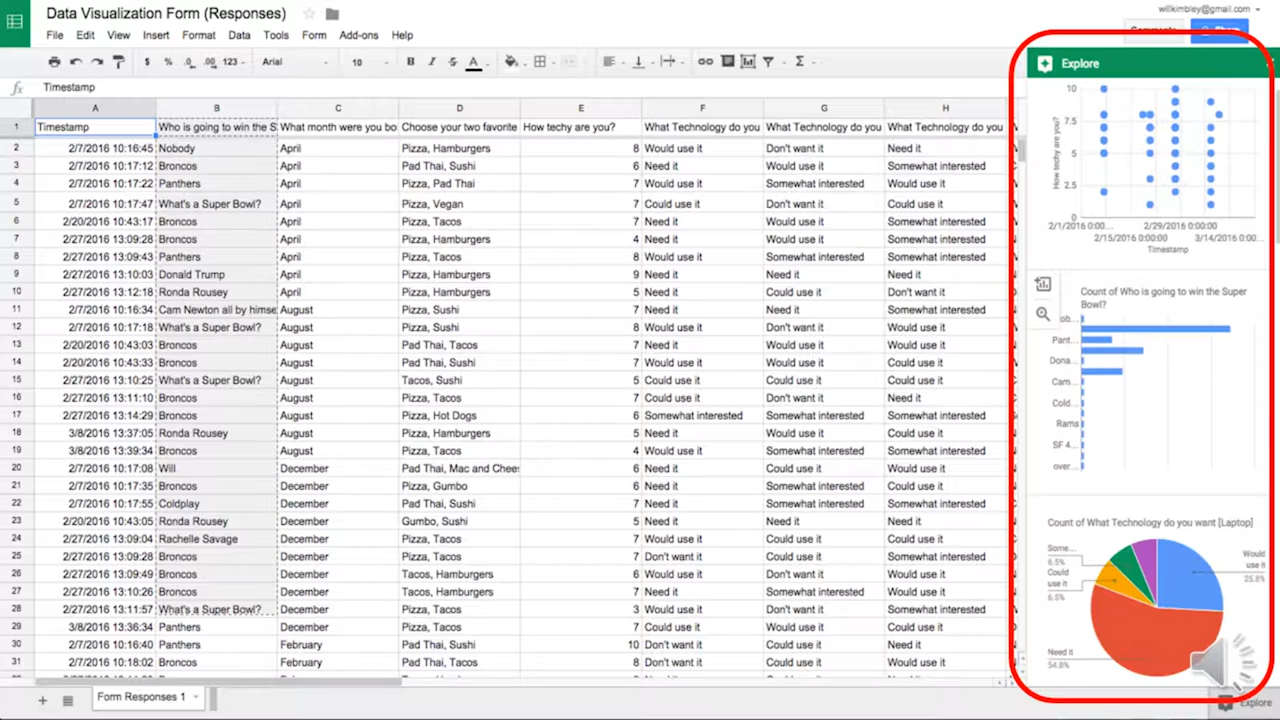 Data Visualization Form (Responses)
willkimbley@gmail.com
File Edit View Insert Format Data Tools Form Add-ons Help
$ % .0 .00 123 Arial B I S A Σ
fx Timestamp
Explore
A B C D E F G H
1 Timestamp Who is going to win the S What month were you bo Choose your two favorite How techy are you? What Technology do you What Technology do you What Technology do you
2 2/7/2016 10:16:45 Nobody April Pizza, Hamburgers 8 Would use it Don't want it Need it
3 2/7/2016 10:17:12 Broncos April Pad Thai, Sushi 6 Need it Would use it Somewhat interested
4 2/7/2016 10:17:22 Panthers April Pizza, Pad Thai 7 Would use it Somewhat interested Would use it
5 2/7/2016 10:17:47 What's a Super Bowl? April Pizza, Vegan 7 Could use it Don't want it Could use it
6 2/20/2016 10:43:17 Broncos April Pizza, Tacos 7 Need it Would use it Somewhat interested
7 2/27/2016 13:09:28 Broncos April Pizza, Hamburgers 4 Need it Would use it Somewhat interested
8 2/27/2016 13:09:43 Panthers April Pizza, Tacos 8 Would use it Somewhat interested Would use it
9 2/27/2016 13:10:03 Donald Trump April Pizza, Hamburgers 9 Need it Need it Need it
10 2/27/2016 13:12:18 Ronda Rousey April Pizza, Hamburgers 5 Need it Could use it Don't want it
11 2/7/2016 10:16:34 Cam Newton all by himse August Pizza, Sushi 6 Need it Need it Somewhat interested
12 2/7/2016 10:17:18 What's a Super Bowl? August Pizza, Sushi 8 Would use it Don't want it Would use it
13 2/20/2016 10:43:03 Broncos August Pad Thai, Tacos 7 Need it Would use it Would use it
14 2/20/2016 10:43:33 Broncos August Pad Thai, Sushi 7 Would use it Would use it Could use it
15 2/27/2016 13:10:25 What's a Super Bowl? August Tacos, Sushi 5 Could use it Don't want it Could use it
16 2/27/2016 13:11:10 Broncos August Pizza, Tacos 7 Could use it Don't want it Need it
17 2/27/2016 13:14:29 Broncos August Pizza, Hot Dogs 6 Somewhat interested Somewhat interested Somewhat interested
18 3/8/2016 13:37:05 Ronda Rousey August Pizza, Hamburgers 5 Need it Would use it Could use it
19 3/8/2016 13:39:34 Broncos August Pizza, Tacos 4 Would use it Somewhat interested Somewhat interested
20 2/7/2016 10:17:08 Will December Pad Thai, Mac and Chees 6 Need it Could use it Would use it
21 2/7/2016 10:17:35 Broncos December Pizza, Gumbo 6 Need it Somewhat interested Need it
22 2/7/2016 10:17:55 Coldplay December Pad Thai, Sushi 7 Need it Somewhat interested Somewhat interested
23 2/20/2016 10:43:05 Ronda Rousey December Gumbo, Sushi 5 Need it Need it Need it
24 2/27/2016 13:09:04 Rachelle Savage December Pizza, Tacos 7 Would use it Could use it Could use it
25 2/27/2016 13:09:28 Broncos December Pizza, Tacos 6 Don't want it Could use it Somewhat interested
26 2/27/2016 13:09:49 Broncos December Tacos, Hamburgers 6 Would use it Don't want it Would use it
27 2/27/2016 13:10:26 Broncos December Tacos, Hamburgers 7 Need it Could use it Somewhat interested
28 2/27/2016 13:11:57 What's a Super Bowl? December Pizza, Tacos 3 Would use it Don't want it Would use it
29 3/8/2016 13:36:34 Panthers December Pizza, Tacos 7 Could use it Would use it Could use it
30 2/7/2016 10:16:40 Panthers February Pad Thai, Sushi 10 Need it Could use it Need it
31 2/7/2016 10:18:02 Broncos February Pad Thai, Tacos 8 Don't want it Don't want it Would use it
Form Responses 1
10
7.5
5
2.5
0
How techy are you?
2/1/2016 0:00... 2/29/2016 0:00:00
2/15/2016 0:00:00 3/14/2016 0:00...
Timestamp
Count of Who is going to win the Super
Bowl?
Pant...
Dona...
Cam...
Cold...
Rams
SF 4...
over...
Count of What Technology do you want [Laptop]
Some...
6.5%
Could
use it
6.5%
Would
use it
25.8%
Need it
54.8%
Explore